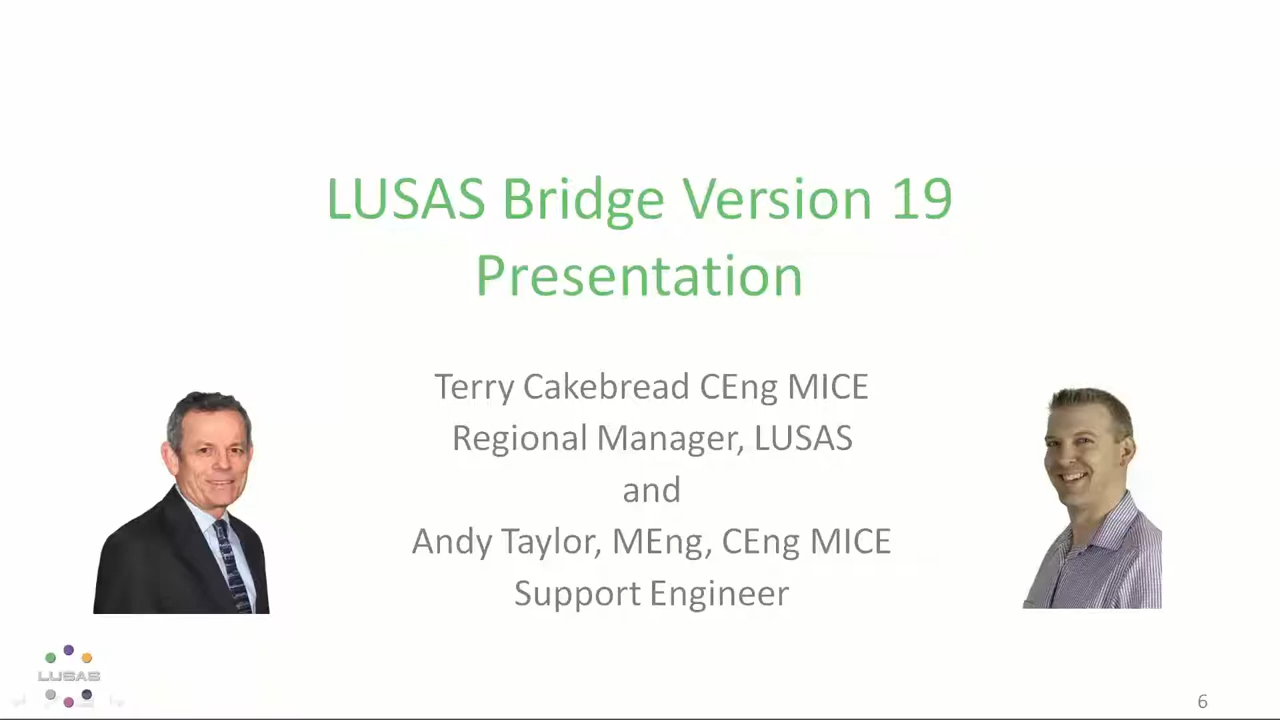 LUSAS Bridge Version 19
Presentation
Terry Cakebread CEng MICE
Regional Manager, LUSAS
and
Andy Taylor, MEng, CEng MICE
Support Engineer
LUSAS
6